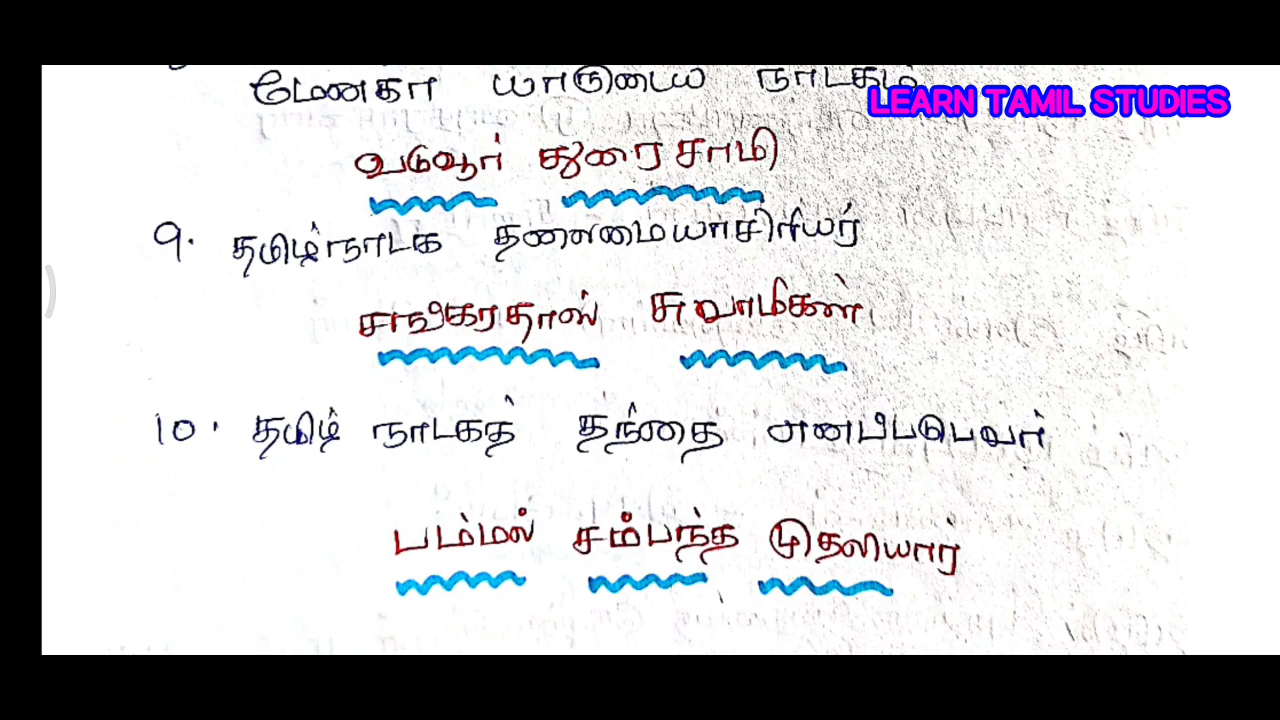 மேனகா யாருடைய நாடகம்
LEARN TAMIL STUDIES
வடுவூர் துரைசாமி
9. தமிழ்நாடக தலைமையாசிரியர்
சங்கரதாஸ் சுவாமிகள்
10. தமிழ் நாடகத் தந்தை எனப்படுபவர்
பம்மல் சம்பந்த முதலியார்